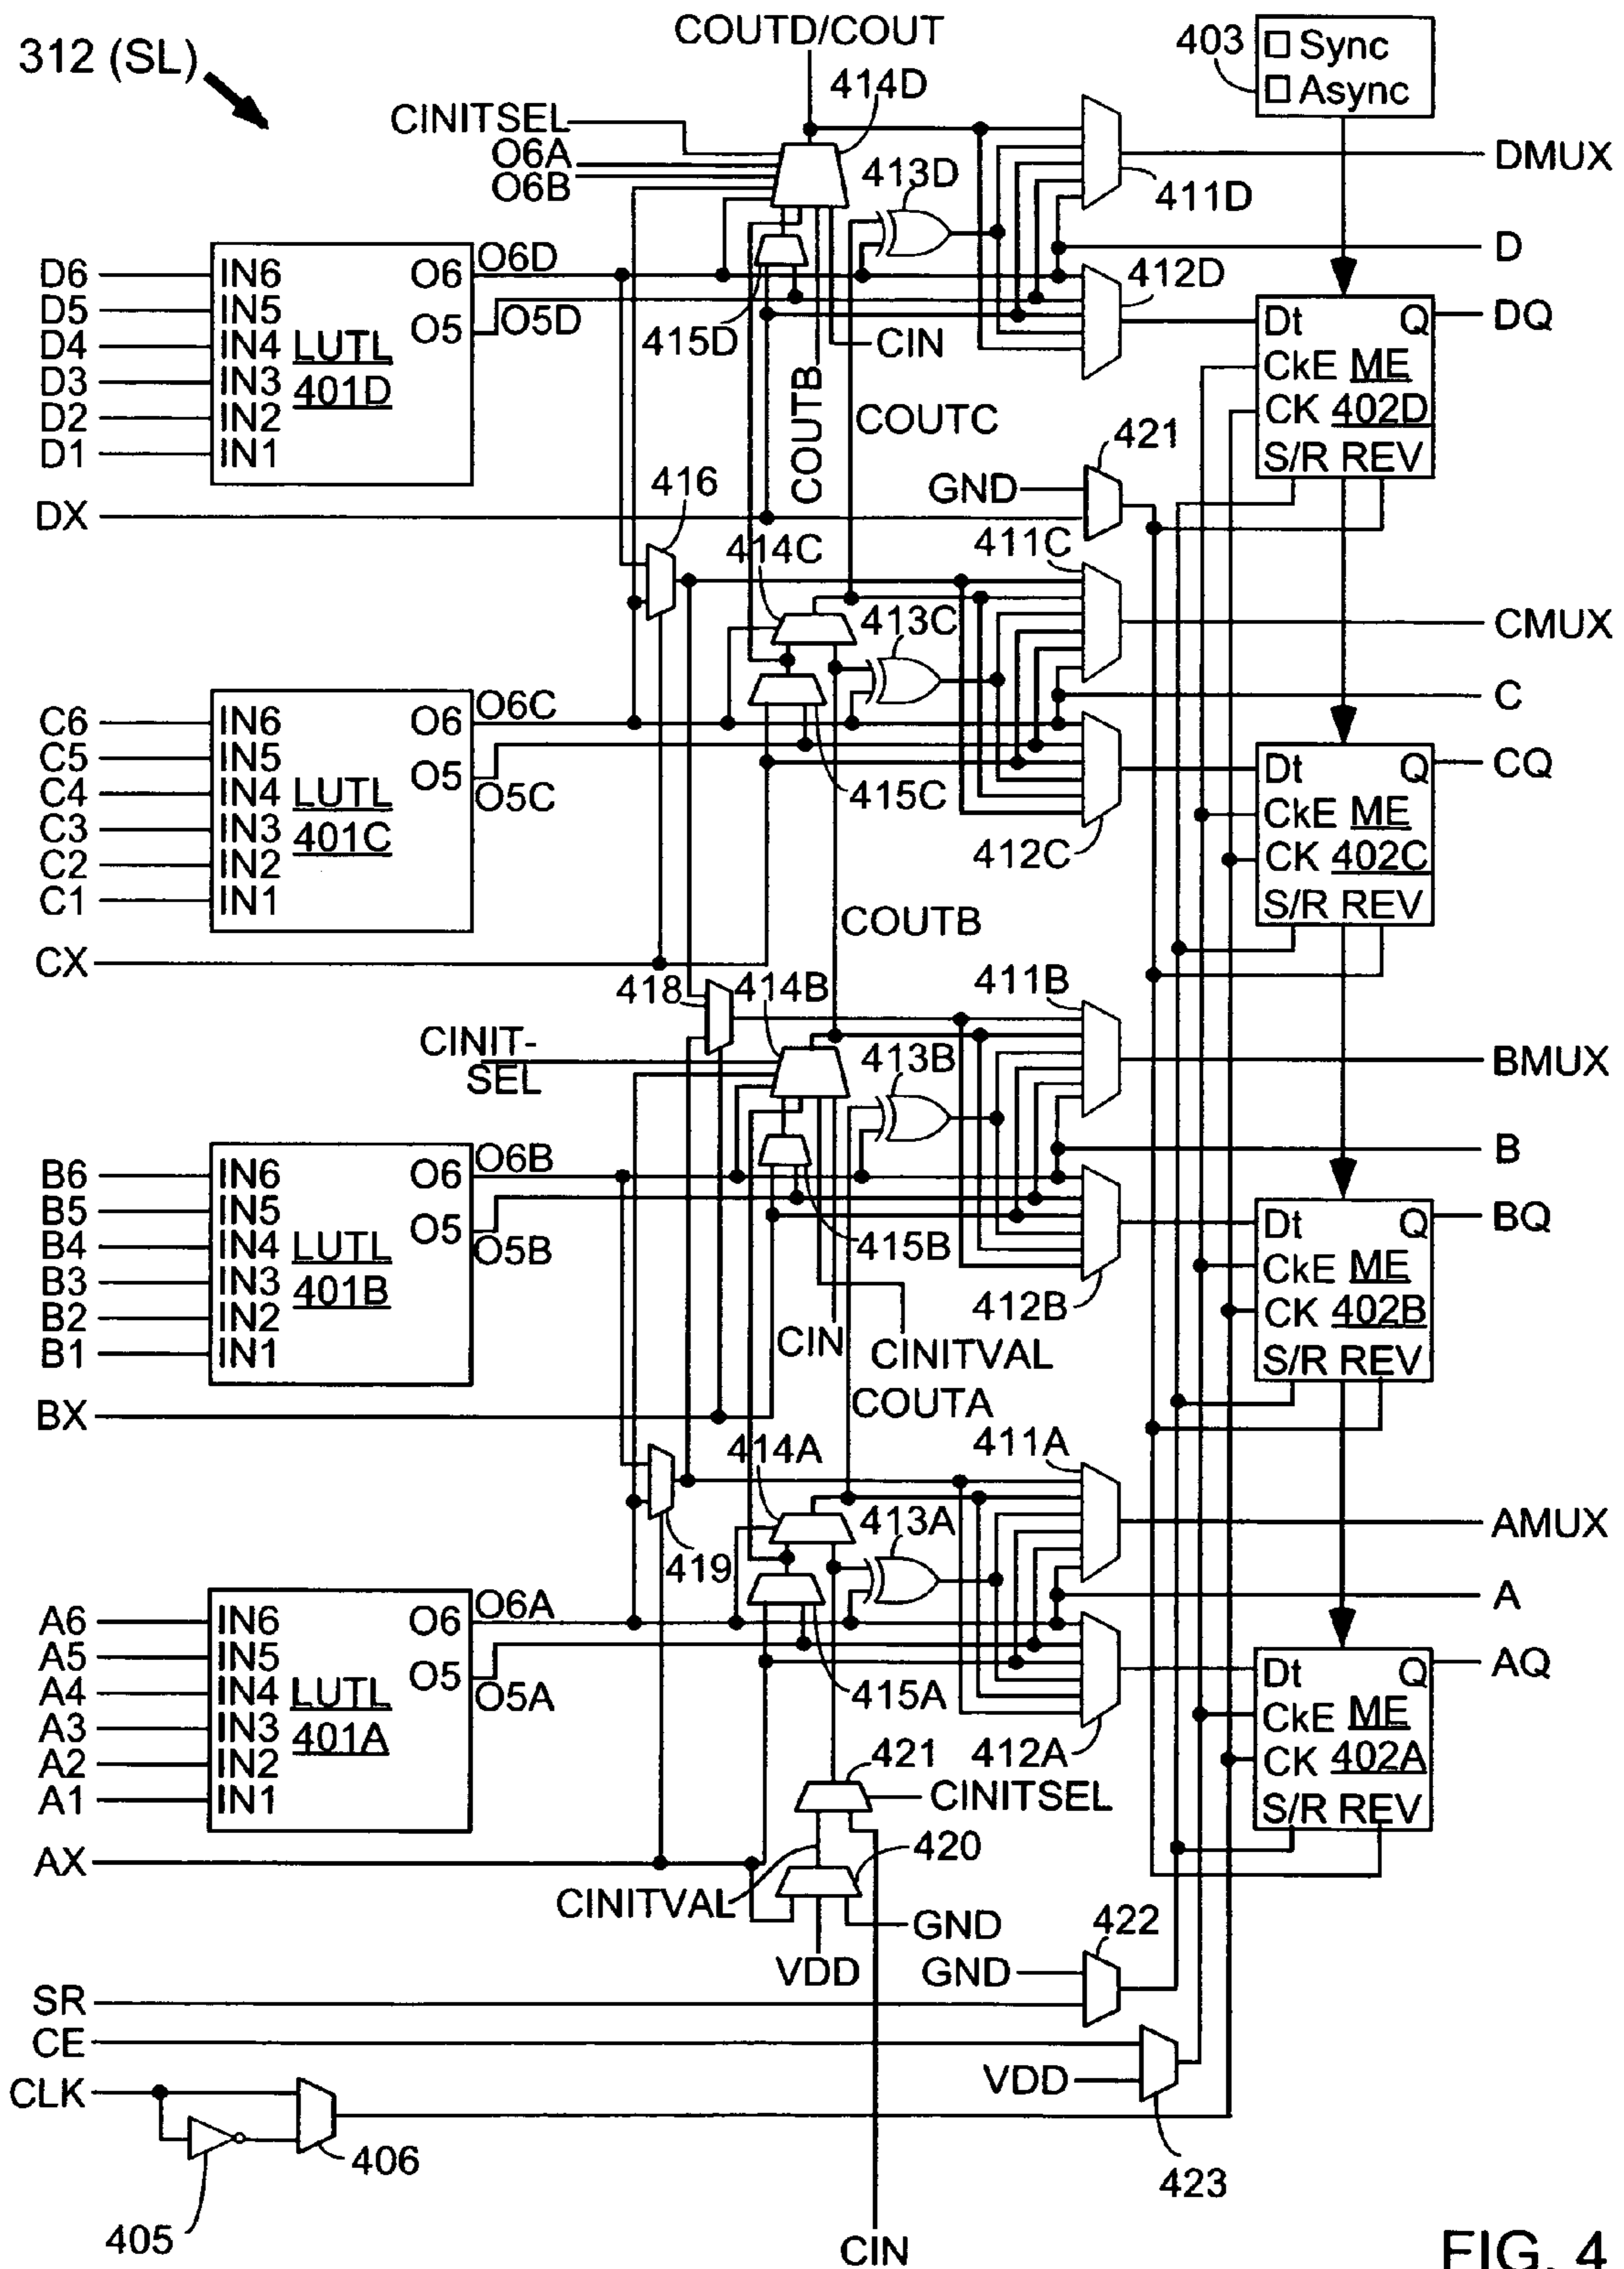 COUTD/COUT
312 (SL)
403
Sync
Async
414D
CINITSEL
O6A
O6B
413D
DMUX
411D
D
D6
D5
D4
D3
D2
D1
IN6
IN5
IN4
IN3
IN2
IN1
LUTL
401D
O6
O5
O6D
O5D
415D
CIN
COUTB
COUTC
412D
Dt
Q
CkE
ME
CK
402D
S/R
REV
DQ
DX
416
GND
421
414C
411C
413C
CMUX
C
C6
C5
C4
C3
C2
C1
IN6
IN5
IN4
IN3
IN2
IN1
LUTL
401C
O6
O5
O6C
O5C
415C
412C
Dt
Q
CkE
ME
CK
402C
S/R
REV
CQ
COUTB
CX
418
414B
411B
CINIT-
SEL
413B
BMUX
B
B6
B5
B4
B3
B2
B1
IN6
IN5
IN4
IN3
IN2
IN1
LUTL
401B
O6
O5
O6B
O5B
415B
412B
CIN
CINITVAL
COUTA
Dt
Q
CkE
ME
CK
402B
S/R
REV
BQ
BX
414A
411A
413A
419
AMUX
A
A6
A5
A4
A3
A2
A1
IN6
IN5
IN4
IN3
IN2
IN1
LUTL
401A
O6
O5
O6A
O5A
415A
412A
Dt
Q
CkE
ME
CK
402A
S/R
REV
AQ
421
CINITSEL
AX
420
CINITVAL
GND
VDD
GND
422
SR
CE
CLK
VDD
406
423
405
CIN
FIG. 4